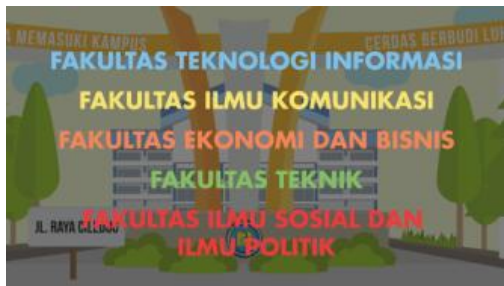 MEMASUKI KAMPUS
CERDAS BERBUDI LUH
FAKULTAS TEKNOLOGI INFORMASI
FAKULTAS ILMU KOMUNIKASI
FAKULTAS EKONOMI DAN BISNIS
FAKULTAS TEKNIK
FAKULTAS ILMU SOSIAL DAN
JL. RAYA
ILMU POLITIK